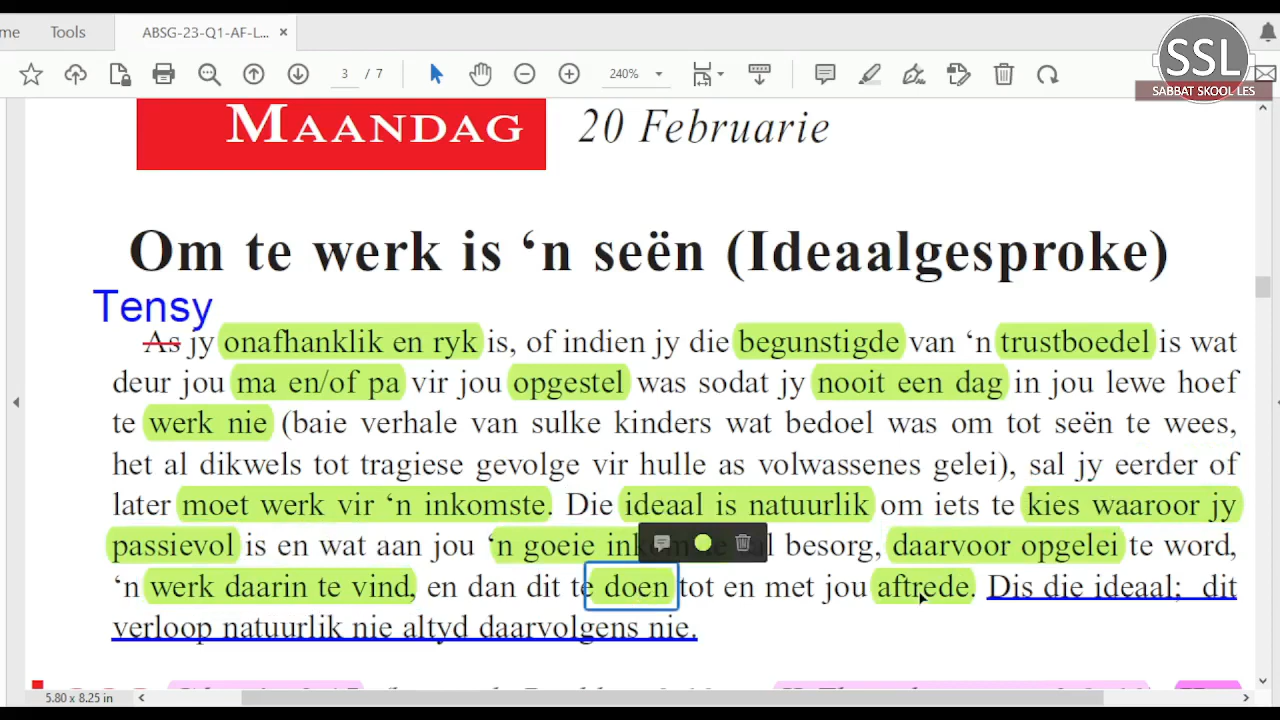 me Tools ABSG-23-Q1-AF-L... ×
SSL
SABBAT SKOOL LES
3 / 7 240%
MAANDAG 20 Februarie
Om te werk is ‘n seën (Ideaalgesproke)
Tensy
As jy onafhanklik en ryk is, of indien jy die begunstigde van ‘n trustboedel is wat
deur jou ma en/of pa vir jou opgestel was sodat jy nooit een dag in jou lewe hoef
te werk nie (baie verhale van sulke kinders wat bedoel was om tot seën te wees,
het al dikwels tot tragiese gevolge vir hulle as volwassenes gelei), sal jy eerder of
later moet werk vir ‘n inkomste. Die ideaal is natuurlik om iets te kies waaroor jy
passievol is en wat aan jou ‘n goeie besorg, daarvoor opgelei te word,
‘n werk daarin te vind, en dan dit te doen tot en met jou aftrede. Dis die ideaal; dit
verloop natuurlik nie altyd daarvolgens nie.
5.80 x 8.25 in